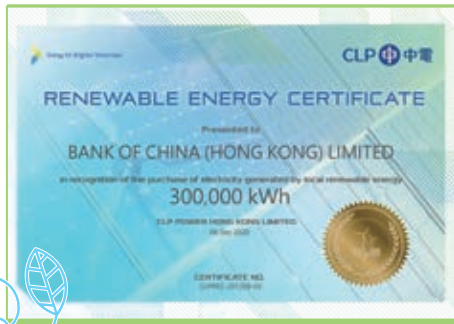 CLP 中電
RENEWABLE ENERGY CERTIFICATE
Presented to
BANK OF CHINA (HONG KONG) LIMITED
in recognition of the purchase of electricity generated by local renewable energy
300,000 kWh
CLP POWER HONG KONG LIMITED
CERTIFICATE NO.